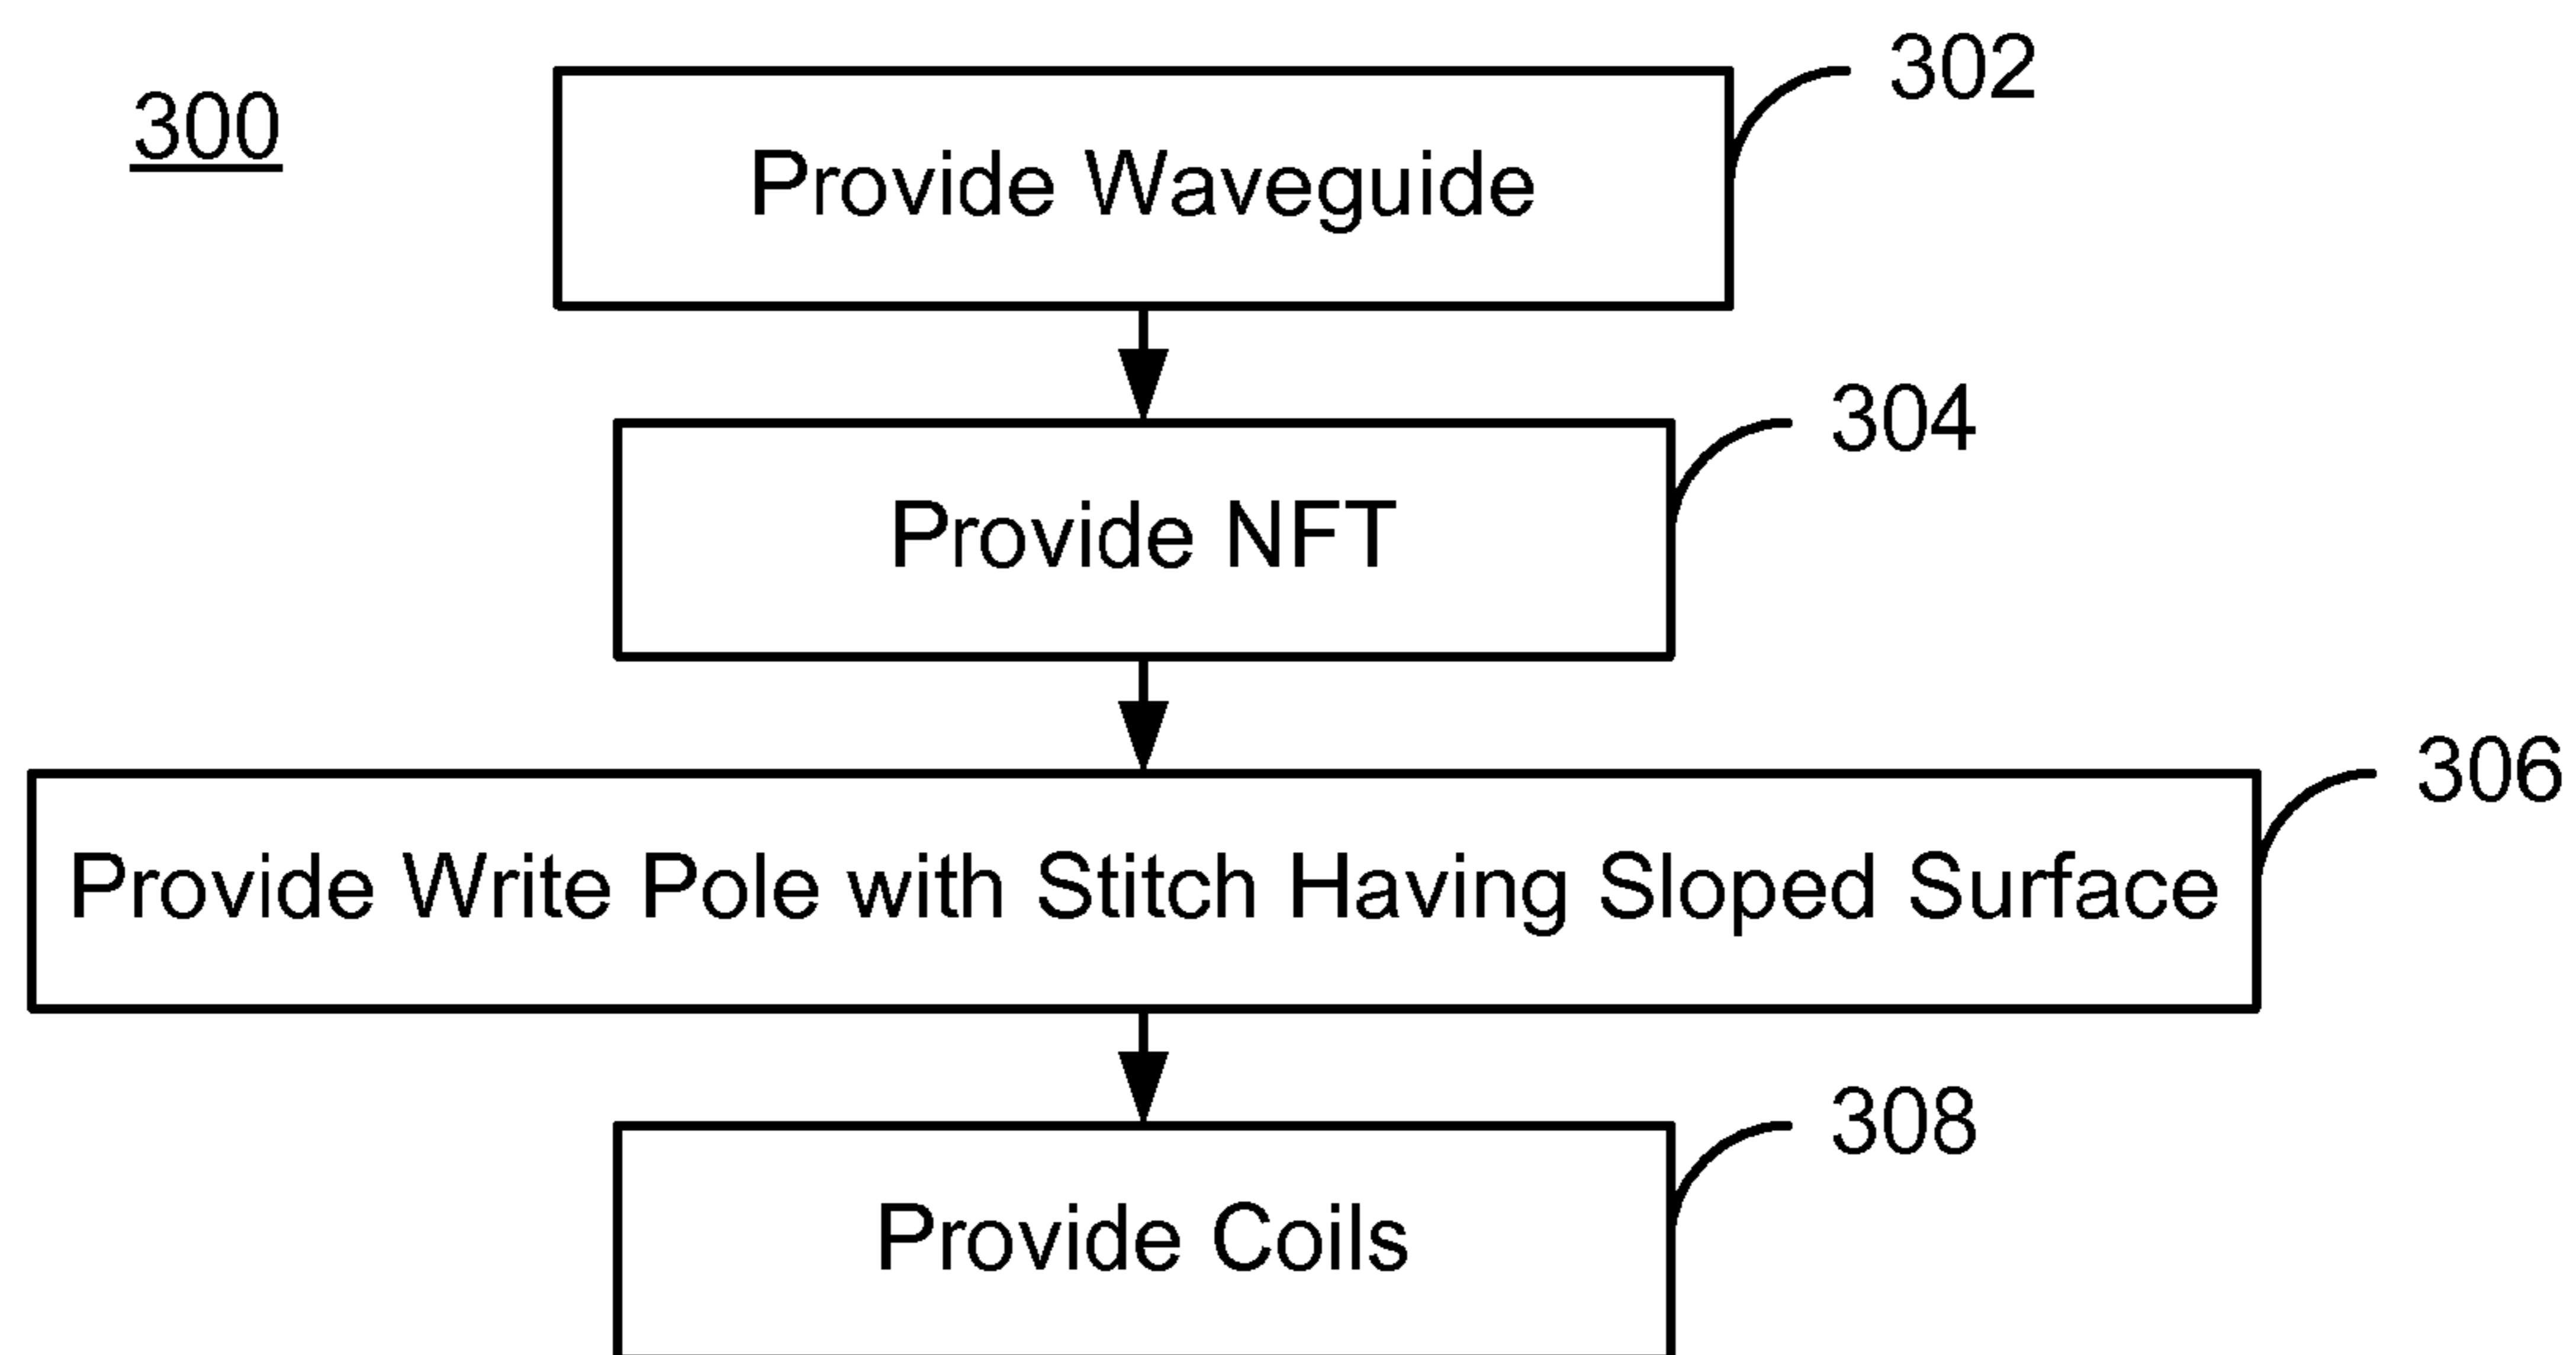 300
302
Provide Waveguide
304
Provide NFT
306
Provide Write Pole with Stitch Having Sloped Surface
308
Provide Coils